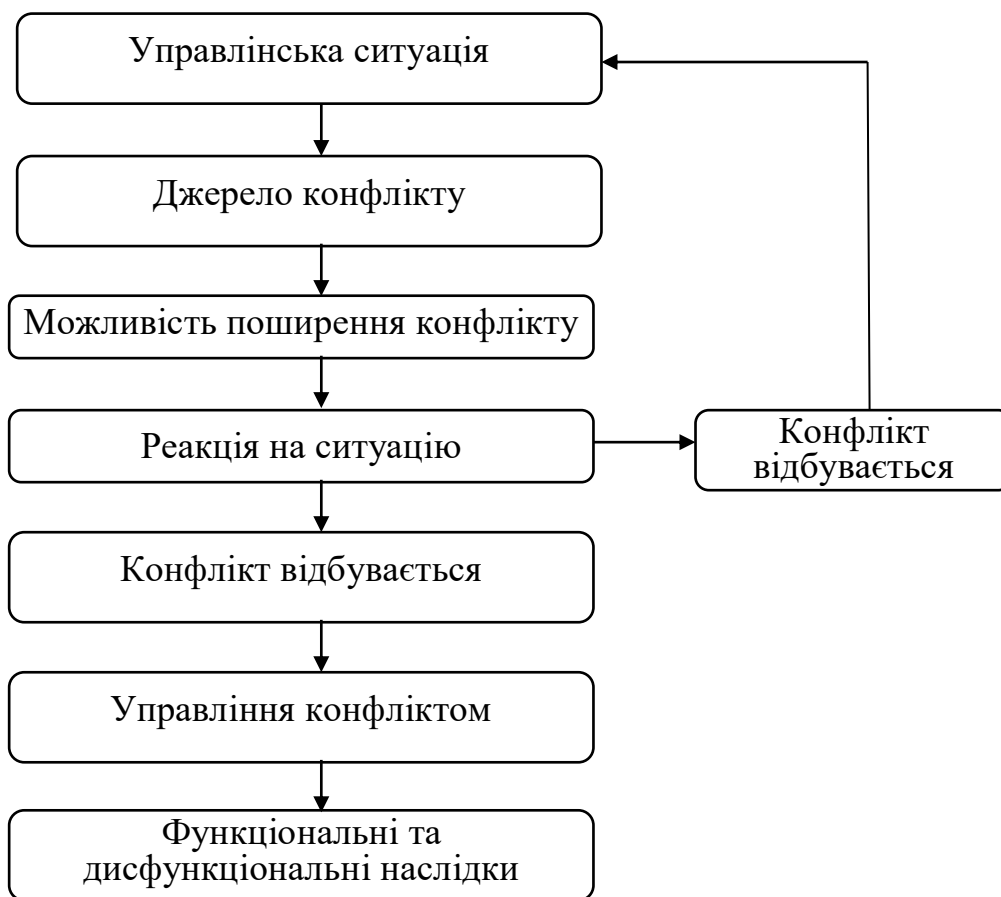 Управлінська ситуація
Джерело конфлікту
Можливість поширення конфлікту
Реакція на ситуацію
Конфлікт
відбувається
Конфлікт відбувається
Управління конфліктом
Функціональні та
дисфункціональні наслідки